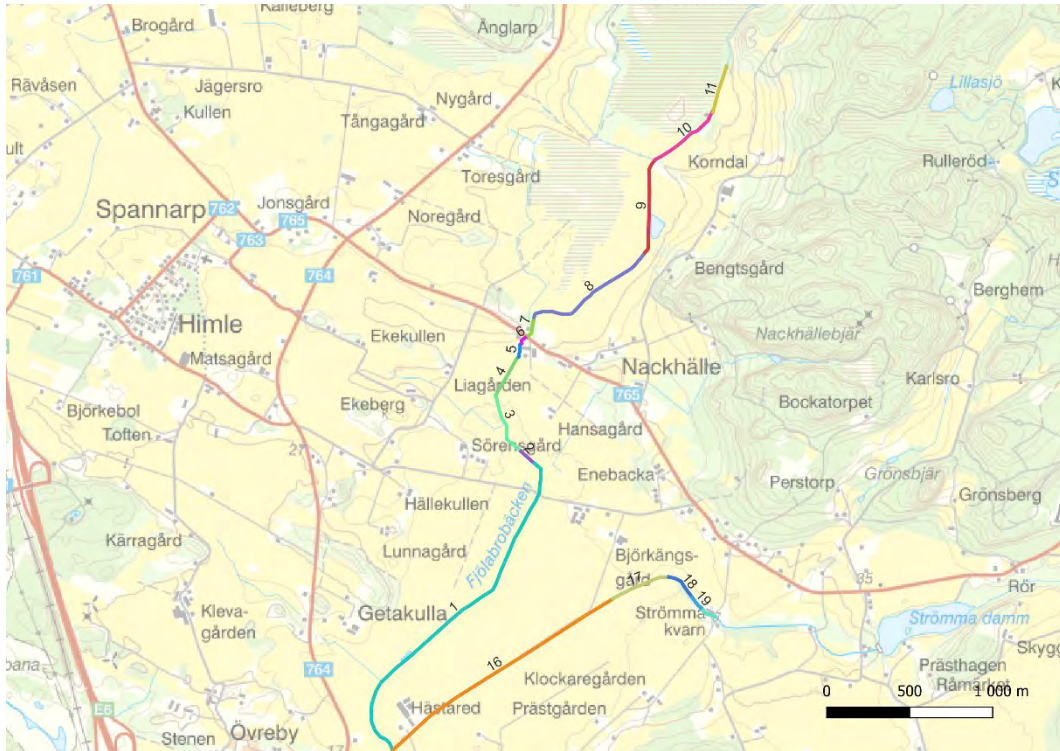 Brogård
Kalleberg
Änglarp
Rävåsen
Jägersro
Kullen
Nygård
Tångagård
11
Lillasjö
10
Korndal
Rulleröd
Toresgård
Spannarp
762
Jonsgård
765
Noregård
9
763
761
764
Bengtsgård
8
Berghem
Himle
7
6
Ekekullen
Nackhällebjär
Matsagård
5
Nackhälle
4
Liagården
765
Karlsro
Björkebol
Ekeberg
3
Bockatorpet
Toften
Hansagård
27
Sörensgård
2
Enebacka
Grönsbjär
Perstorp
Grönsberg
Hällekullen
Fjölabrobäcken
Kärragård
Lunnagård
Björkängs-
gård
17
18
35
Rör
Kleva-
gården
Getakulla
1
19
Strömma
kvarn
Strömma damm
764
16
Klockaregården
Prästhagen
Råmärket
Skygg
E6
Hästared
Prästgården
0 500 1 000 m
Stenen
Övreby
17